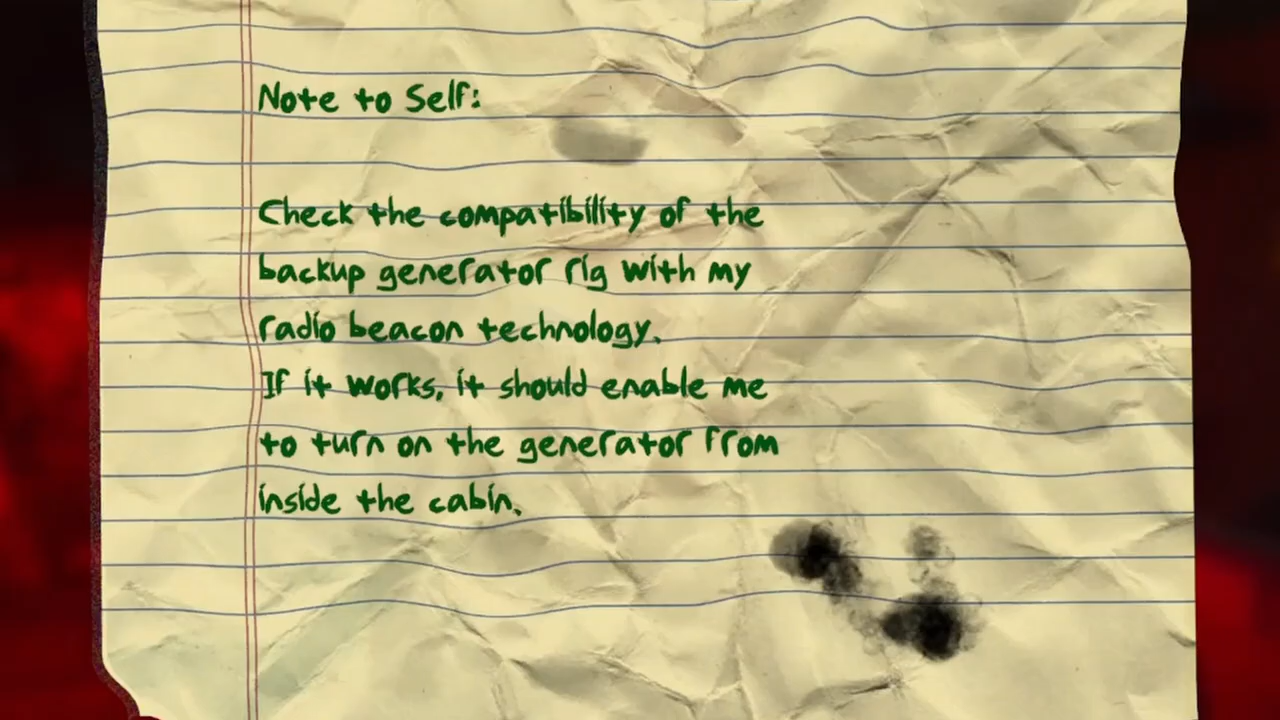 Note to Self:
Check the compatibility of the
backup generator rig with my
radio beacon technology.
If it works, it should enable me
to turn on the generator from
inside the cabin.